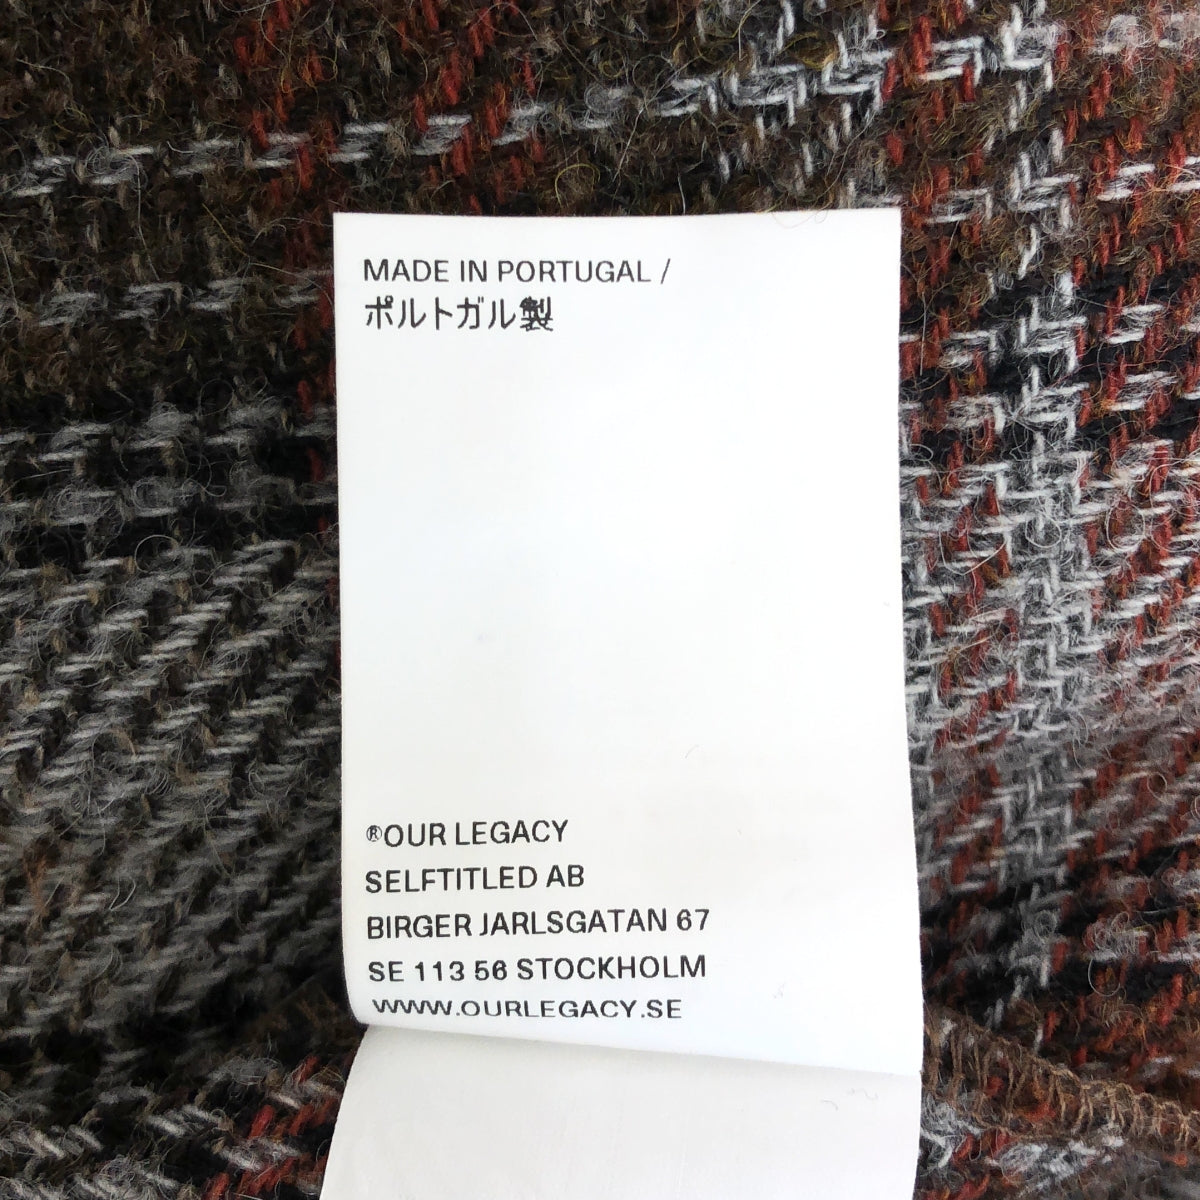 MADE IN PORTUGAL /
ポルトガル製
®OUR LEGACY
SELFTITLED AB
BIRGER JARLSGATAN 67
SE 113 56 STOCKHOLM
WWW.OURLEGACY.SE